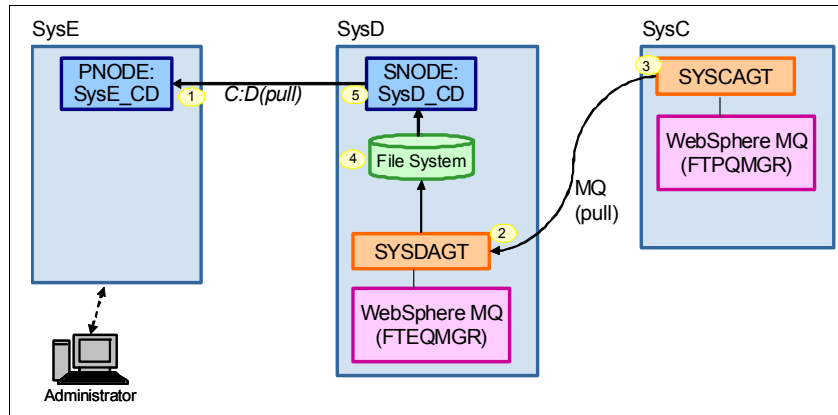 SysE
SysD
SysC
PNODE:
SysE_CD
1
C:D(pull)
5
SNODE:
SysD_CD
3
SYSCAGT
4
File System
WebSphere MQ
(FTPQMGR)
MQ
(pull)
2
SYSDAGT
WebSphere MQ
(FTEQMGR)
Administrator